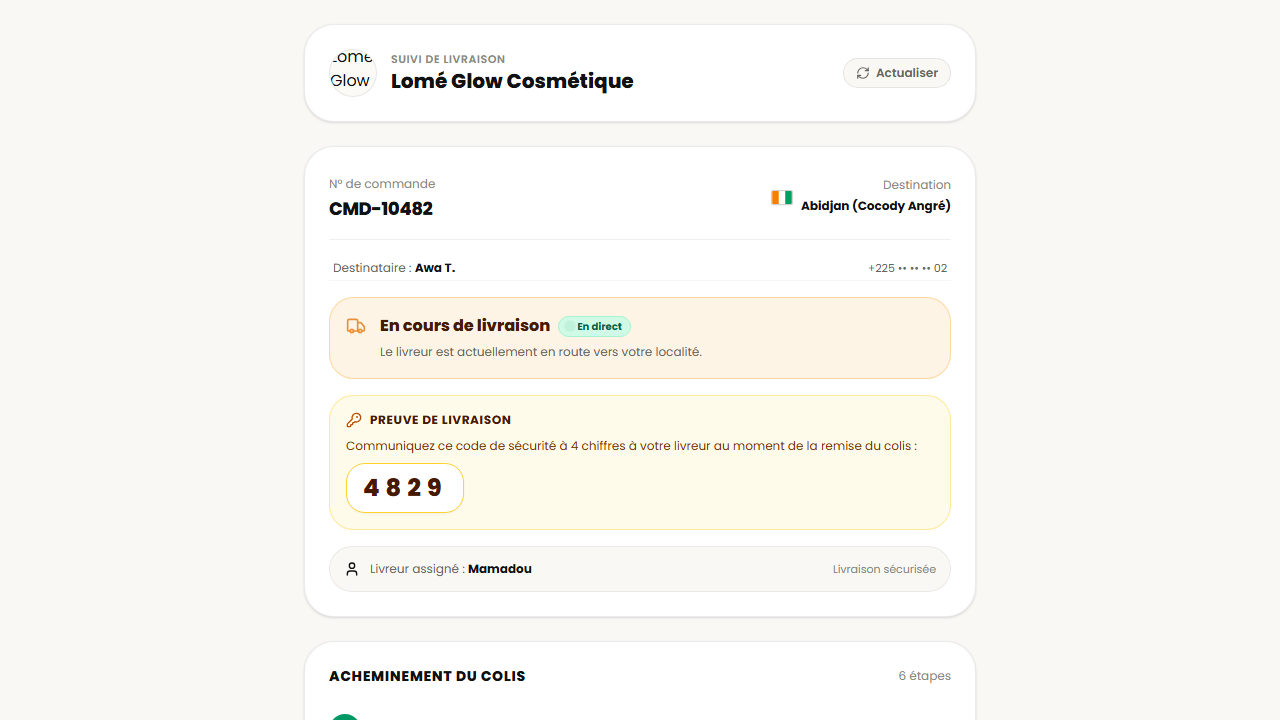 Lomé
Glow
SUIVI DE LIVRAISON
Lomé Glow Cosmétique
Actualiser
N° de commande
CMD-10482
Destination
Abidjan (Cocody Angré)
Destinataire : Awa T.
+225 •• •• •• 02
En cours de livraison
En direct
Le livreur est actuellement en route vers votre localité.
PREUVE DE LIVRAISON
Communiquez ce code de sécurité à 4 chiffres à votre livreur au moment de la remise du colis :
4829
Livreur assigné : Mamadou
Livraison sécurisée
ACHEMINEMENT DU COLIS
6 étapes